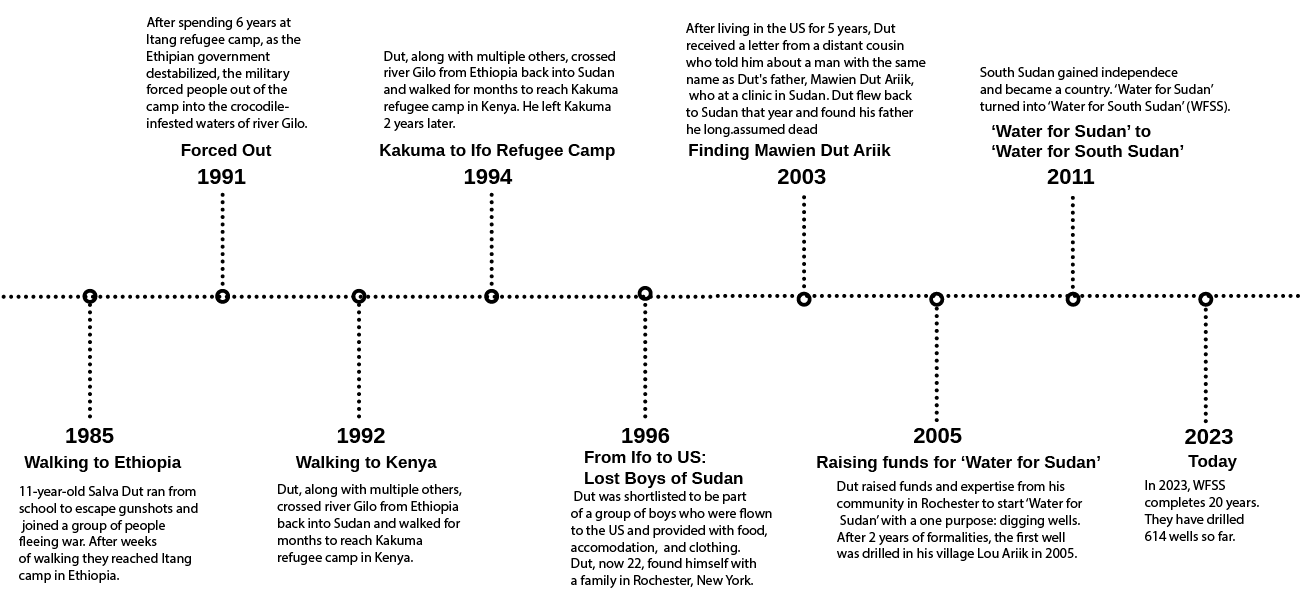 After spending 6 years at
Itang refugee camp, as the
Ethipian government
destabilized, the military
forced people out of the
camp into the crocodile-
infested waters of river Gilo.
Forced Out
1991
Dut, along with multiple others, crossed
river Gilo from Ethiopia back into Sudan
and walked for months to reach Kakuma
refugee camp in Kenya. He left Kakuma
2 years later.
Kakuma to Ifo Refugee Camp
1994
After living in the US for 5 years, Dut
received a letter from a distant cousin
who told him about a man with the same
name as Dut's father, Mawien Dut Ariik,
who at a clinic in Sudan. Dut flew back
to Sudan that year and found his father
he long.assumed dead
Finding Mawien Dut Ariik
2003
South Sudan gained independece
and became a country. ‘Water for Sudan’
turned into ‘Water for South Sudan’ (WFSS).
‘Water for Sudan’ to
‘Water for South Sudan’
2011
1985
Walking to Ethiopia
11-year-old Salva Dut ran from
school to escape gunshots and
joined a group of people
fleeing war. After weeks
of walking they reached Itang
camp in Ethiopia.
1992
Walking to Kenya
Dut, along with multiple others,
crossed river Gilo from Ethiopia
back into Sudan and walked for
months to reach Kakuma
refugee camp in Kenya.
1996
From Ifo to US:
Lost Boys of Sudan
Dut was shortlisted to be part
of a group of boys who were flown
to the US and provided with food,
accomodation, and clothing.
Dut, now 22, found himself with
a family in Rochester, New York.
2005
Raising funds for ‘Water for Sudan’
Dut raised funds and expertise from his
community in Rochester to start ‘Water for
Sudan’ with a one purpose: digging wells.
After 2 years of formalities, the first well
was drilled in his village Lou Ariik in 2005.
2023
Today
In 2023, WFSS
completes 20 years.
They have drilled
614 wells so far.